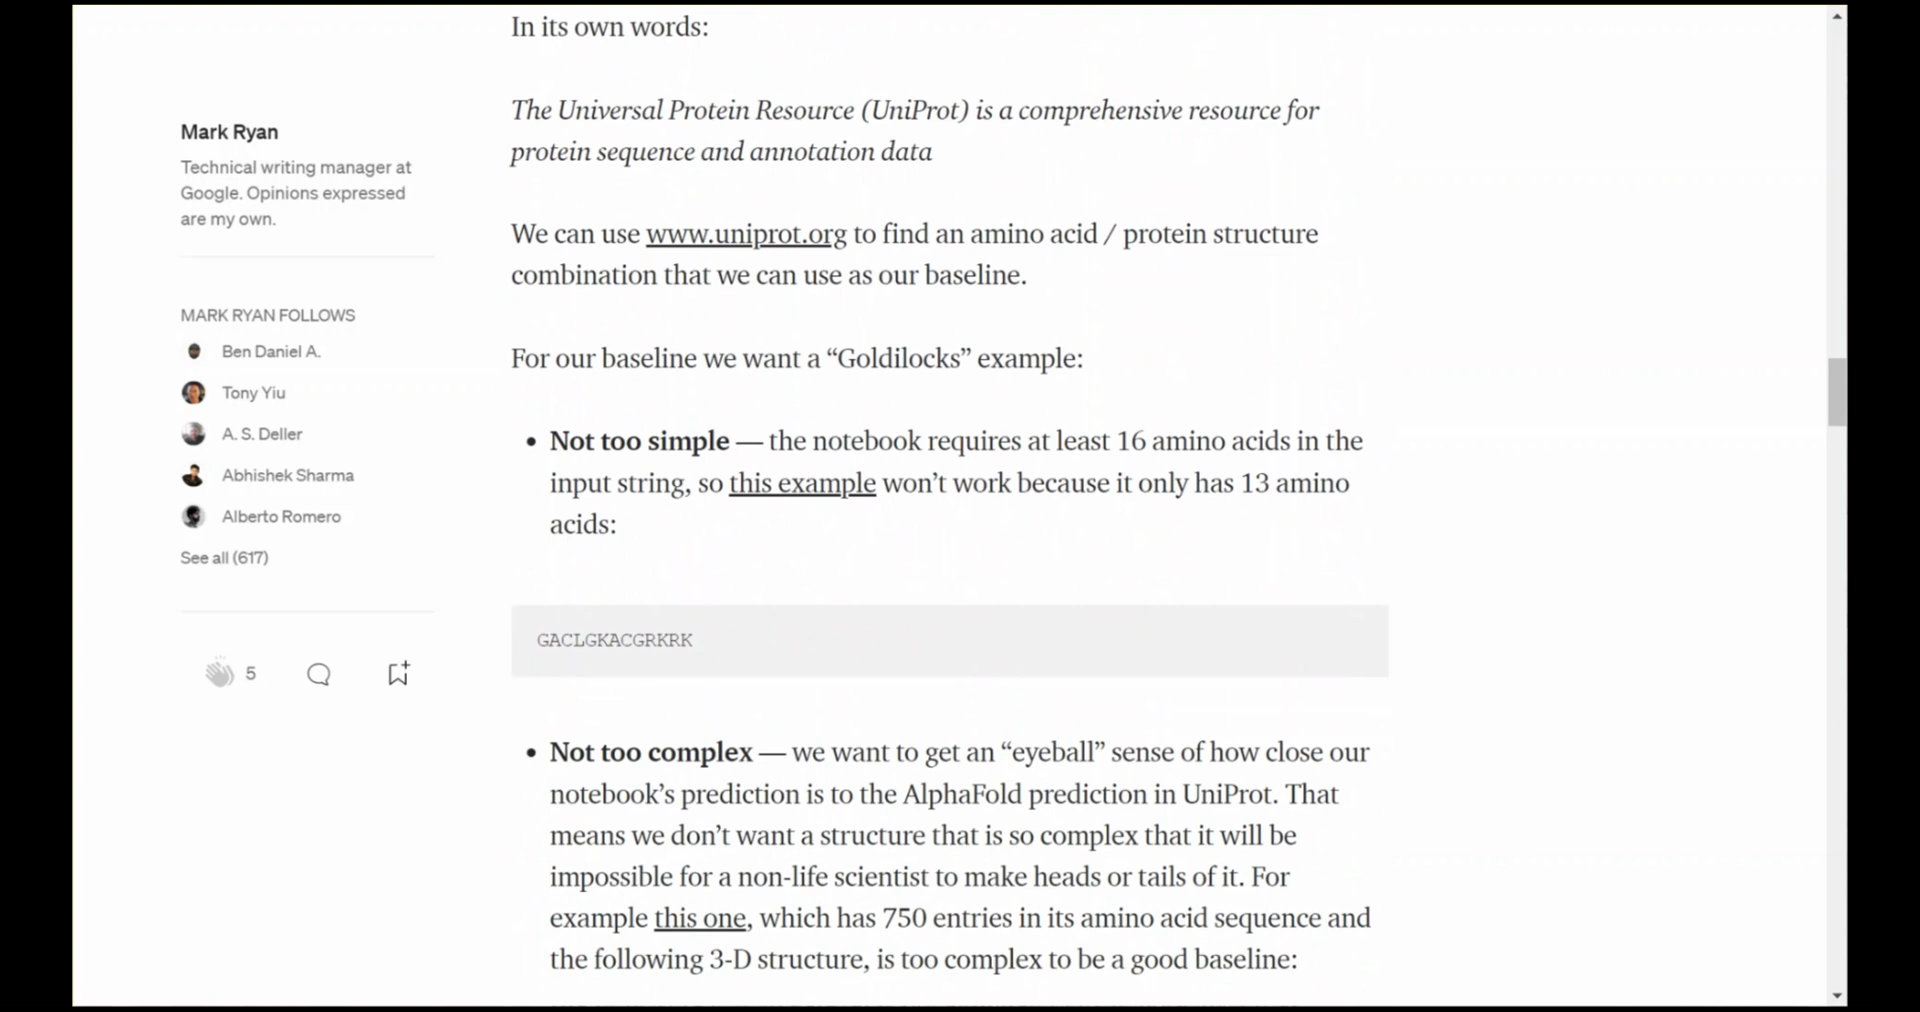 In its own words:
The Universal Protein Resource (UniProt) is a comprehensive resource for
protein sequence and annotation data
We can use www.uniprot.org to find an amino acid / protein structure
combination that we can use as our baseline.
For our baseline we want a “Goldilocks” example:
• Not too simple — the notebook requires at least 16 amino acids in the
input string, so this example won’t work because it only has 13 amino
acids:
GACLGKACGRKRK
• Not too complex — we want to get an “eyeball” sense of how close our
notebook’s prediction is to the AlphaFold prediction in UniProt. That
means we don’t want a structure that is so complex that it will be
impossible for a non-life scientist to make heads or tails of it. For
example this one, which has 750 entries in its amino acid sequence and
the following 3-D structure, is too complex to be a good baseline:
Mark Ryan
Technical writing manager at
Google. Opinions expressed
are my own.
MARK RYAN FOLLOWS
Ben Daniel A.
Tony Yiu
A. S. Deller
Abhishek Sharma
Alberto Romero
See all (617)
5